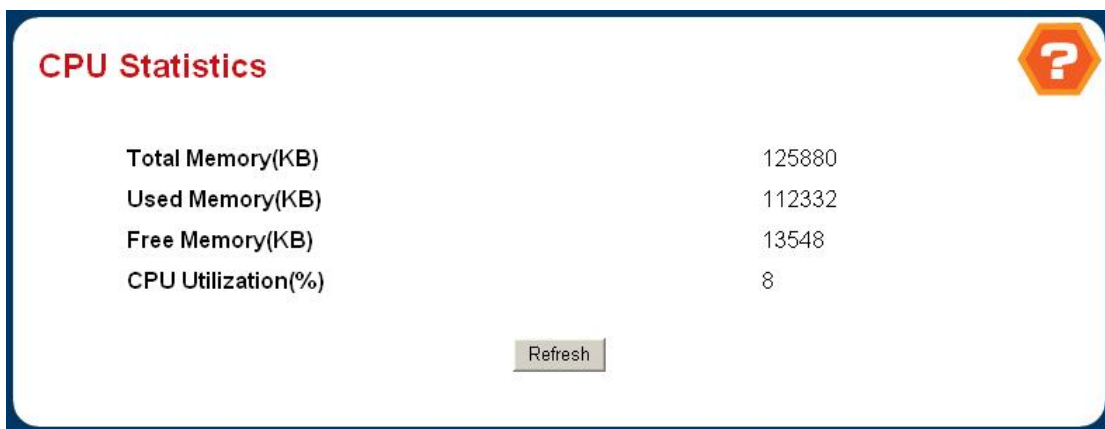 CPU Statistics
?
Total Memory(KB) 125880
Used Memory(KB) 112332
Free Memory(KB) 13548
CPU Utilization(%) 8
Refresh